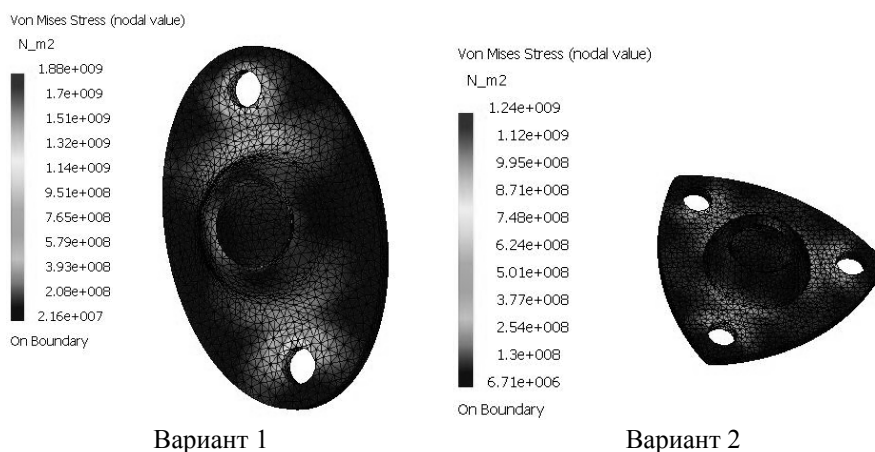 Von Mises Stress (nodal value)
N_m2
1.88e+009
1.7e+009
1.51e+009
1.32e+009
1.14e+009
9.51e+008
7.65e+008
5.79e+008
3.93e+008
2.08e+008
2.16e+007
On Boundary
Вариант 1
Von Mises Stress (nodal value)
N_m2
1.24e+009
1.12e+009
9.95e+008
8.71e+008
7.48e+008
6.24e+008
5.01e+008
3.77e+008
2.54e+008
1.3e+008
6.71e+006
On Boundary
Вариант 2